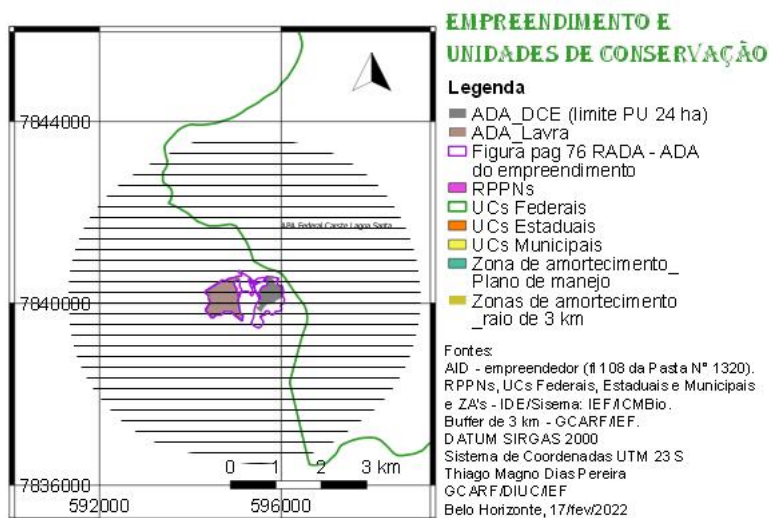 EMPREENDIMENTO E
UNIDADES DE CONSERVAÇÃO
Legenda
ADA_DCE (limite PU 24 ha)
ADA_Lavra
Figura pag 76 RADA - ADA
do empreendimento
RPPNs
UCs Federais
UCs Estaduais
UCs Municipais
Zona de amortecimento_
Plano de manejo
Zonas de amortecimento
_raio de 3 km
Fontes:
AID - empreendedor (fl 108 da Pasta N° 1320).
RPPNs, UCs Federais, Estaduais e Municipais
e ZA's - IDE/Sisema: IEF/ICMBio.
Buffer de 3 km - GCARF/IEF.
DATUM SIRGAS 2000
Sistema de Coordenadas UTM 23 S
Thiago Magno Dias Pereira
GCARF/DIUC/IEF
Belo Horizonte, 17/fev/2022
7844000
APA Federal Carste Lagoa Santa
7840000
0 1 2 3 km
7836000
592000 596000